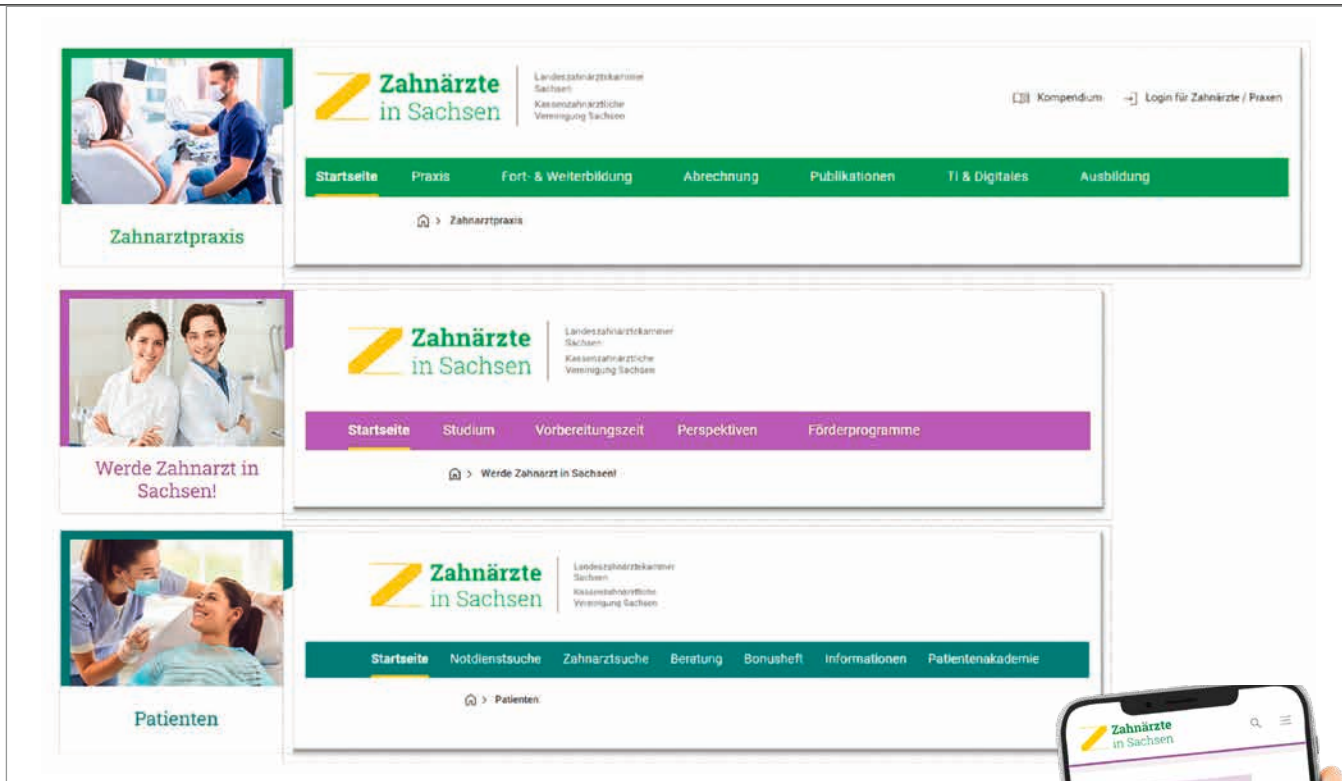 Zahnärzte
in Sachsen
Landeszahnärztekammer
Sachsen
Kassenzahnärztliche
Vereinigung Sachsen
Kompendium
Login für Zahnärzte / Praxen
Startseite Praxis Fort- & Weiterbildung Abrechnung Publikationen TI & Digitales Ausbildung
> Zahnarztpraxis
Zahnarztpraxis
Zahnärzte
in Sachsen
Landeszahnärztekammer
Sachsen
Kassenzahnärztliche
Vereinigung Sachsen
Startseite Studium Vorbereitungszeit Perspektiven Förderprogramme
> Werde Zahnarzt in Sachsen!
Werde Zahnarzt in
Sachsen!
Zahnärzte
in Sachsen
Landeszahnärztekammer
Sachsen
Kassenzahnärztliche
Vereinigung Sachsen
Startseite Notdienstsuche Zahnarztsuche Beratung Bonusheft Informationen Patientenakademie
> Patienten
Patienten
Zahnärzte
in Sachsen